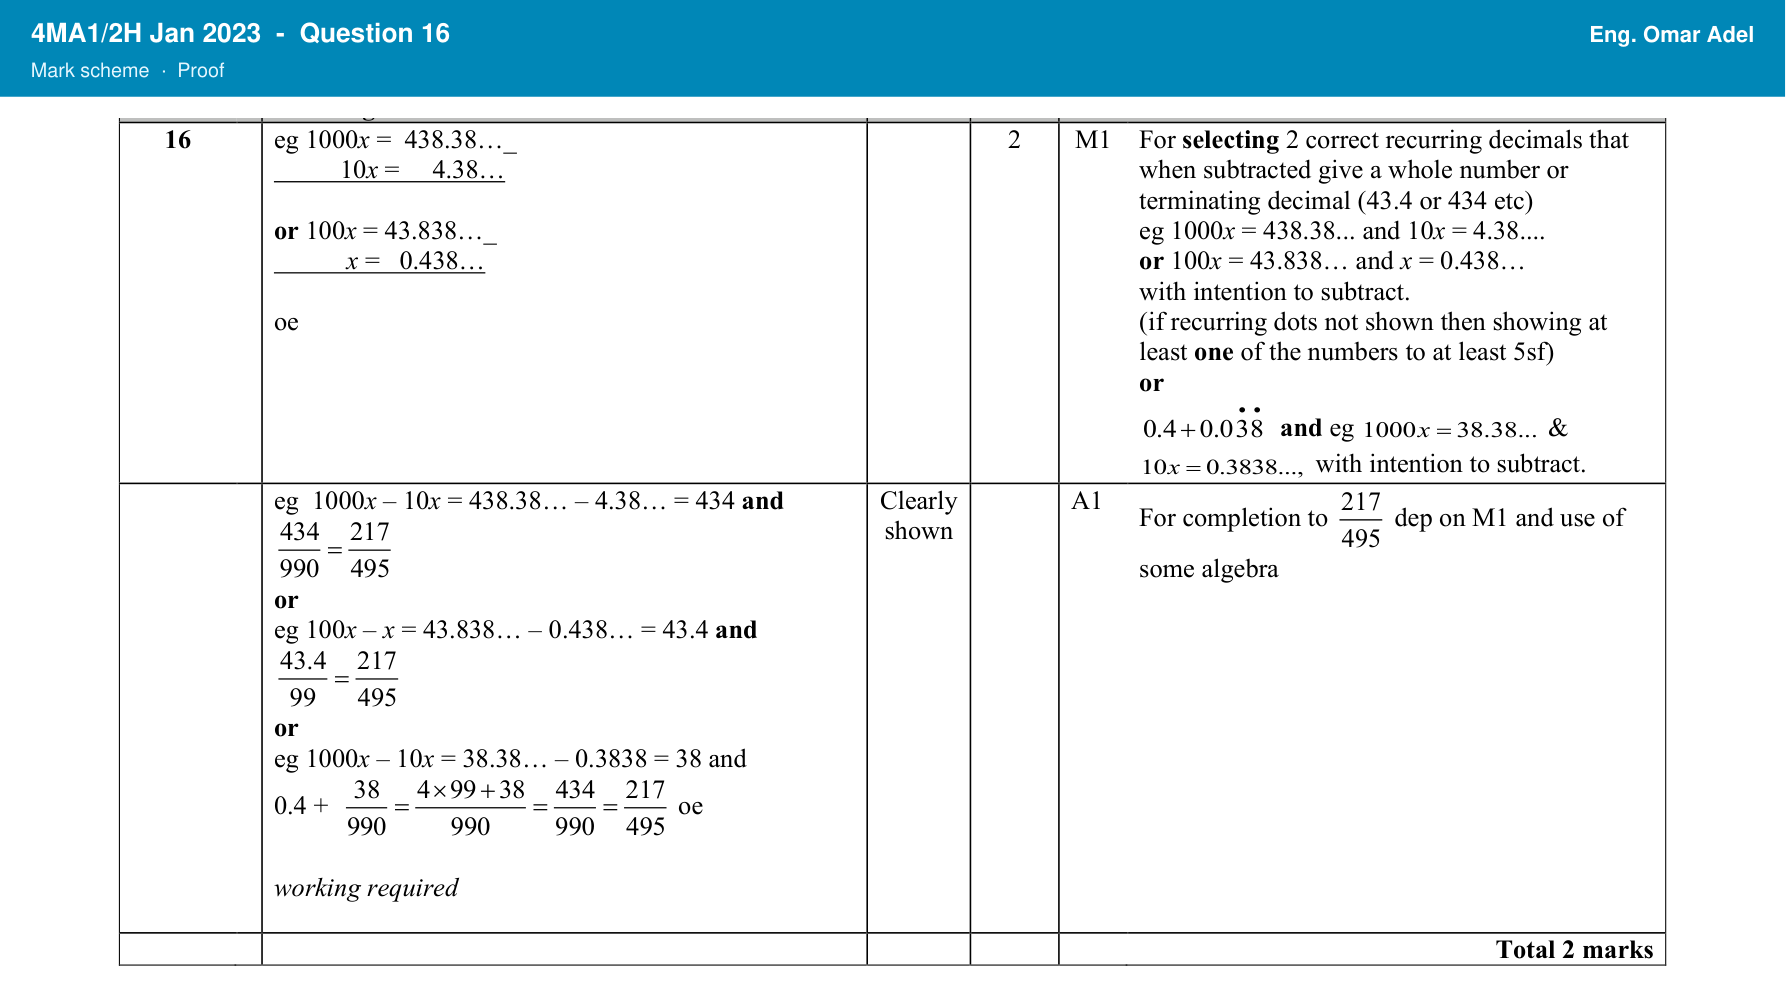 4MA1/2H Jan 2023 - Question 16
Eng. Omar Adel
Mark scheme · Proof
16
eg 1000x = 438.38…_
10x = 4.38…
or 100x = 43.838…_
x = 0.438…
oe
2
M1
For selecting 2 correct recurring decimals that
when subtracted give a whole number or
terminating decimal (43.4 or 434 etc)
eg 1000x = 438.38... and 10x = 4.38....
or 100x = 43.838… and x = 0.438…
with intention to subtract.
(if recurring dots not shown then showing at
least one of the numbers to at least 5sf)
or
0.4 + 0.03̇8̇ and eg 1000x = 38.38... &
10x = 0.3838..., with intention to subtract.
eg 1000x – 10x = 438.38… – 4.38… = 434 and
434/990 = 217/495
or
eg 100x – x = 43.838… – 0.438… = 43.4 and
43.4/99 = 217/495
or
eg 1000x – 10x = 38.38… – 0.3838 = 38 and
0.4 + 38/990 = 4×99+38/990 = 434/990 = 217/495 oe
working required
Clearly
shown
A1
For completion to 217/495 dep on M1 and use of
some algebra
Total 2 marks